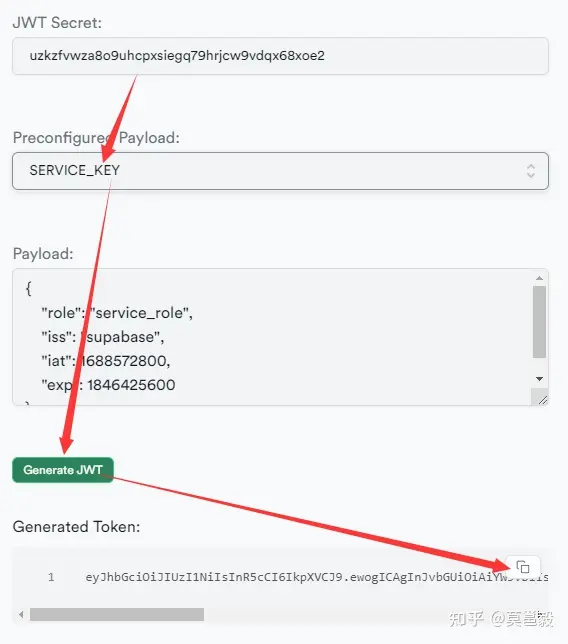 JWT Secret:
uzkzfvwza8o9uhcpxsiegq79hrjcw9vdqx68xoe2
Preconfigured Payload:
SERVICE_KEY
Payload:
{
"role": "service_role",
"iss": "supabase",
"iat": 1688572800,
"exp": 1846425600
Generate JWT
Generated Token:
1 eyJhbGciOiJIUzI1NiIsInR5cCI6IkpXVCJ9.ewogICAgInJvbGUiOiAiYW
知乎 @莫邕毅